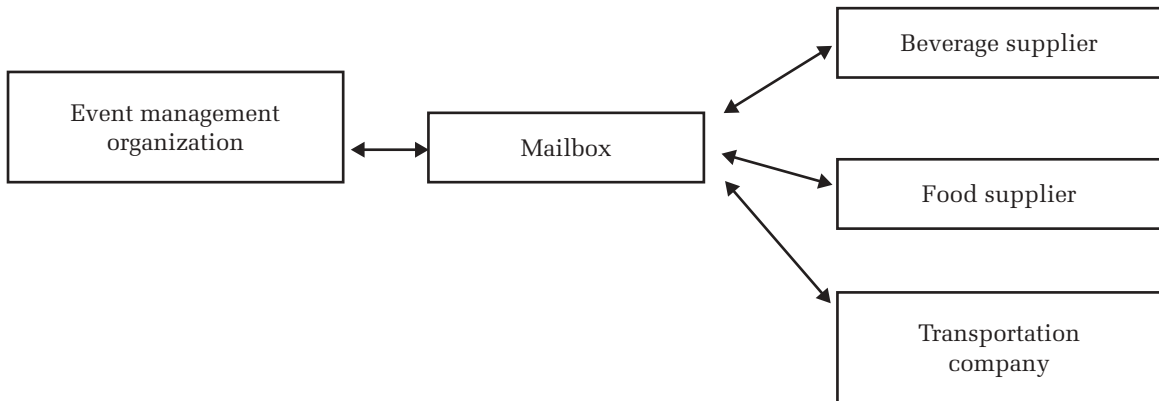 Event management
organization
Mailbox
Beverage supplier
Food supplier
Transportation
company